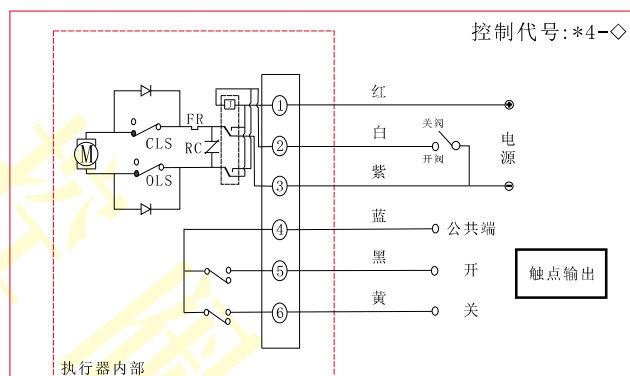 控制代号:*4-◇
红
FR
①
白
关阀
电源
CLS
RC
②
M
开阀
紫
OLS
③
蓝
④
公共端
黑
⑤
开
触点输出
黄
⑥
关
执行器内部